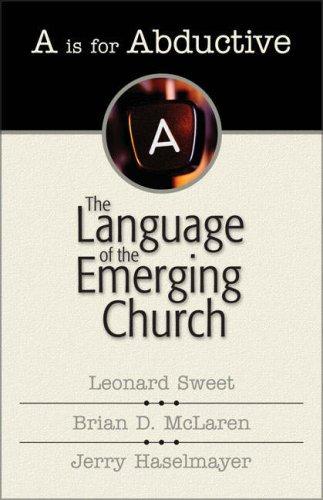 A is for Abductive
A
The
Language
of the
Emerging
Church
Leonard Sweet
Brian D. McLaren
Jerry Haselmayer